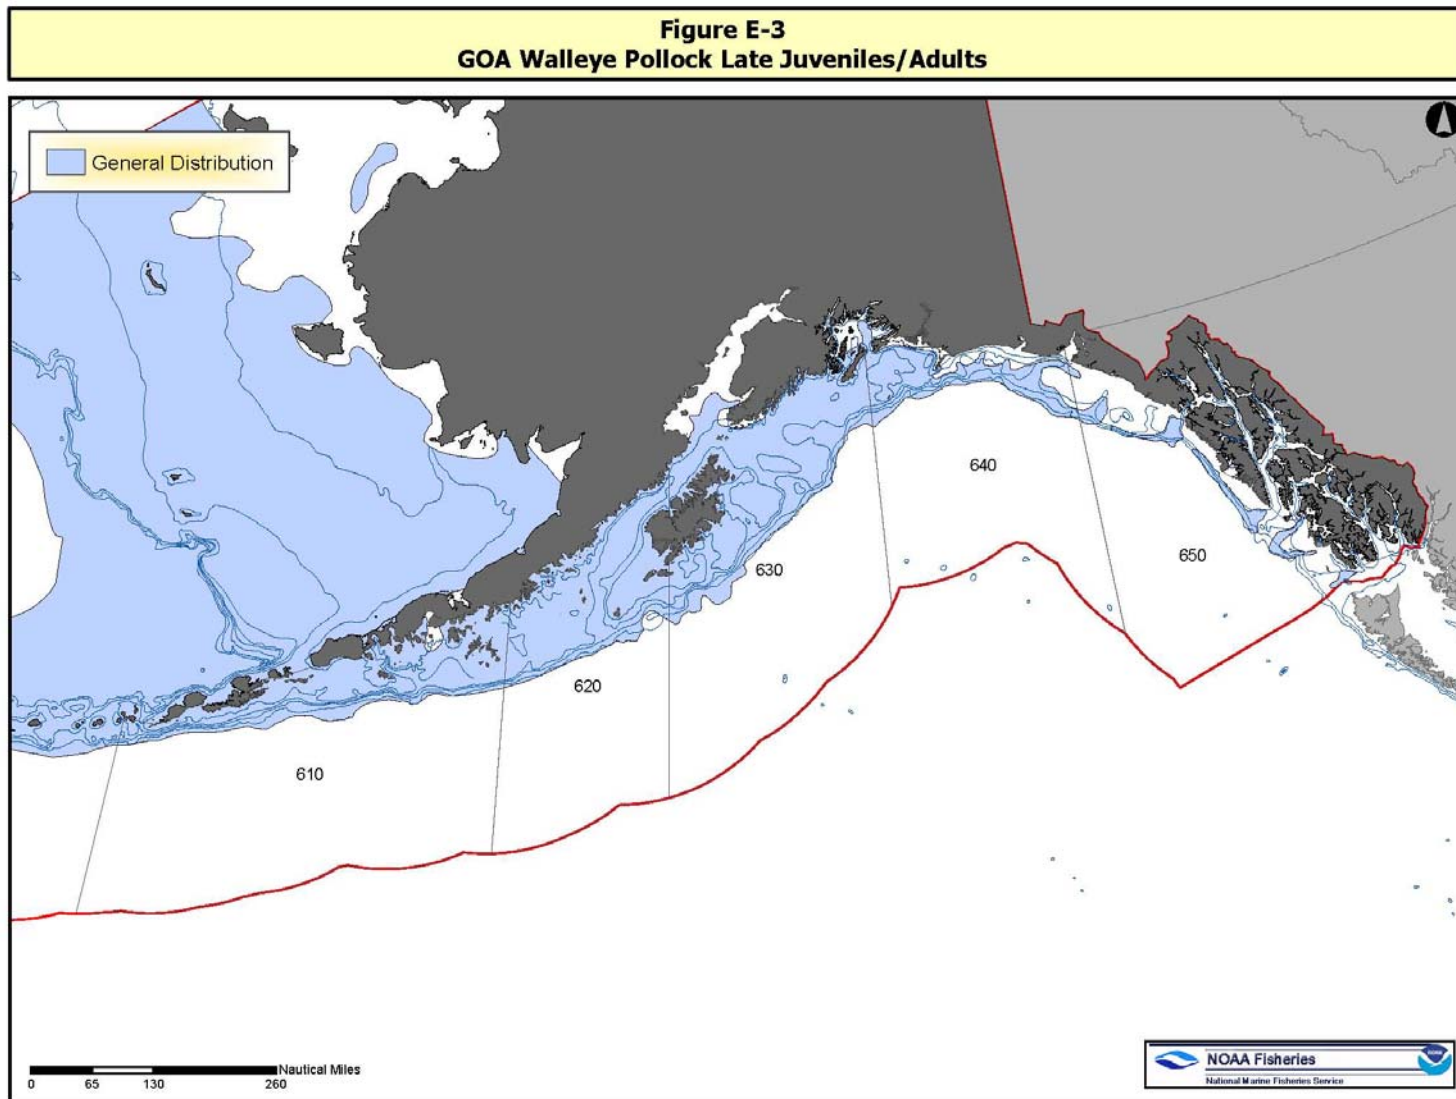 Figure E-3
GOA Walleye Pollock Late Juveniles/Adults
General Distribution
640
650
630
620
610
Nautical Miles
0 65 130 260
NOAA Fisheries
National Marine Fisheries Service